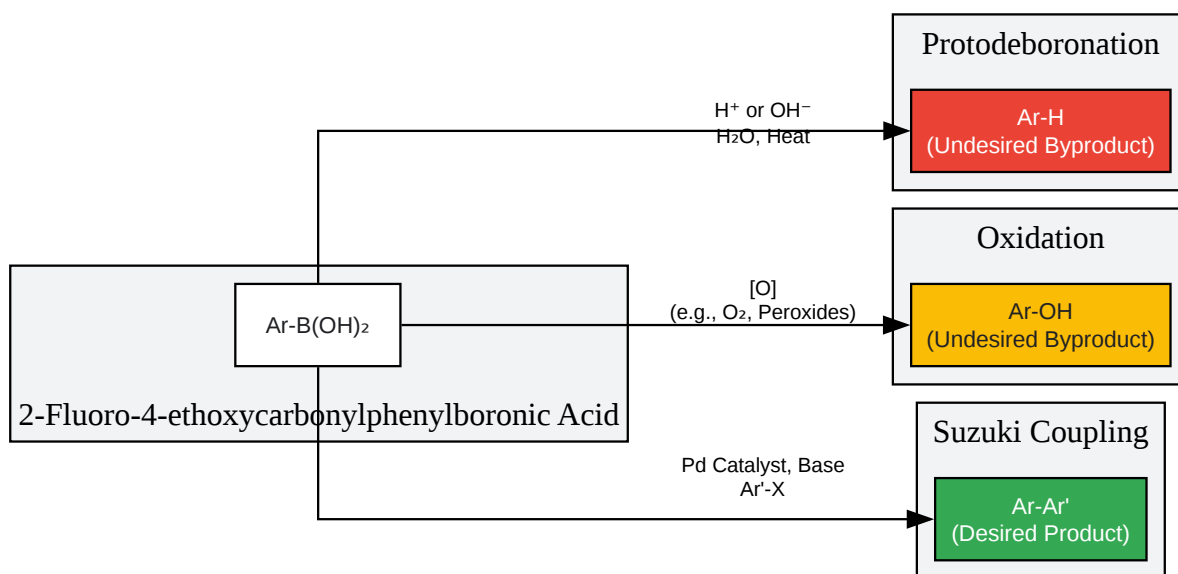 Protodeboronation
H⁺ or OH⁻
H₂O, Heat
Ar-H
(Undesired Byproduct)
Oxidation
[O]
(e.g., O₂, Peroxides)
Ar-OH
(Undesired Byproduct)
Ar-B(OH)₂
2-Fluoro-4-ethoxycarbonylphenylboronic Acid
Suzuki Coupling
Pd Catalyst, Base
Ar'-X
Ar-Ar'
(Desired Product)